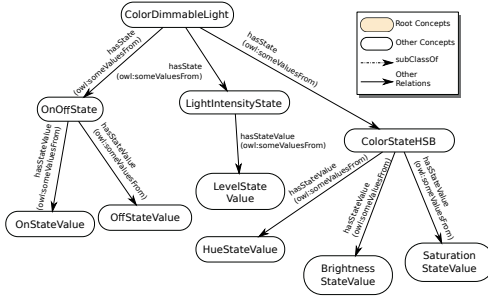 ColorDimmableLight
hasState
(owl:someValuesFrom)
hasState
(owl:someValuesFrom)
hasState
(owl:someValuesFrom)
Root Concepts
Other Concepts
subClassOf
Other
Relations
OnOffState
LightIntensityState
ColorStateHSB
hasStateValue
(owl:someValuesFrom)
hasStateValue
(owl:someValuesFrom)
hasStateValue
(owl:someValuesFrom)
hasStateValue
(owl:someValuesFrom)
hasStateValue
(owl:someValuesFrom)
hasStateValue
(owl:someValuesFrom)
OnStateValue
OffStateValue
LevelState
Value
HueStateValue
Brightness
StateValue
Saturation
StateValue